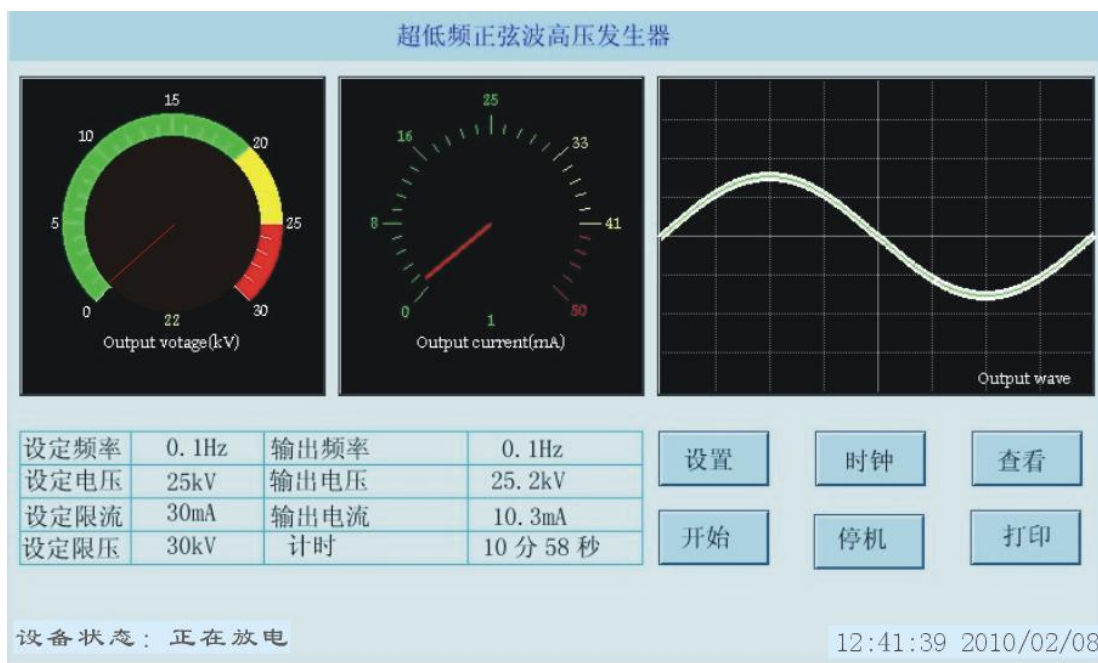 超低频正弦波高压发生器
15
10
20
5
25
0
30
22
Output votage(kV)
25
16
33
8
41
0
50
1
Output current(mA)
Output wave
设定频率 0.1Hz 输出频率 0.1Hz
设定电压 25kV 输出电压 25.2kV
设定限流 30mA 输出电流 10.3mA
设定限压 30kV 计时 10分58秒
设置 时钟 查看
开始 停机 打印
设备状态: 正在放电
12:41:39 2010/02/08